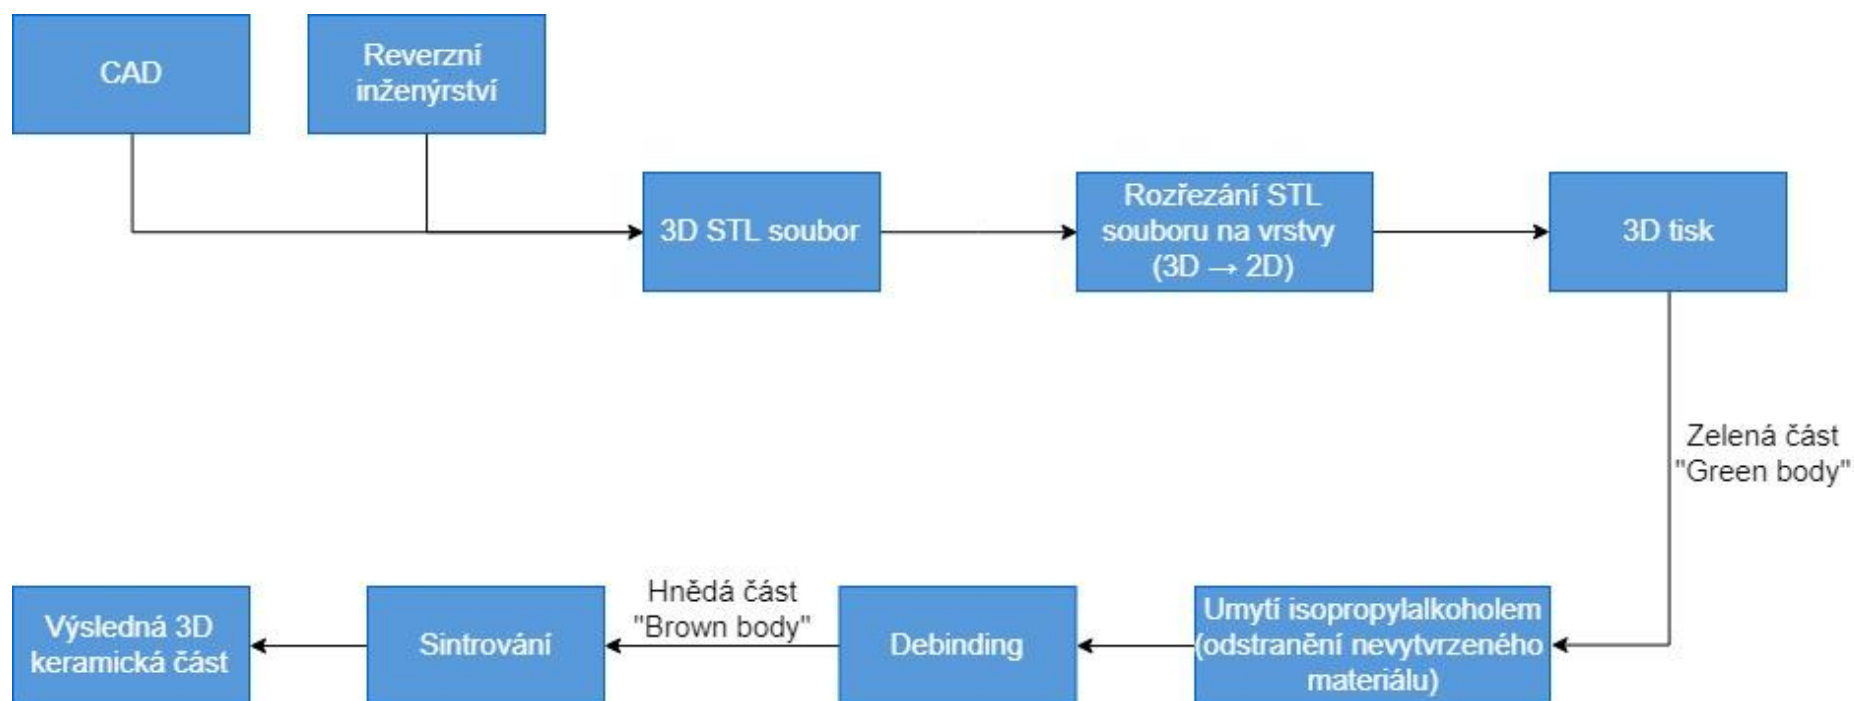 CAD
Reverzní
inženýrství
3D STL soubor
Rozřezání STL
souboru na vrstvy
(3D → 2D)
3D tisk
Zelená část
"Green body"
Umytí isopropylalkoholem
(odstranění nevytvrzeného
materiálu)
Debinding
Hnědá část
"Brown body"
Sintrování
Výsledná 3D
keramická část